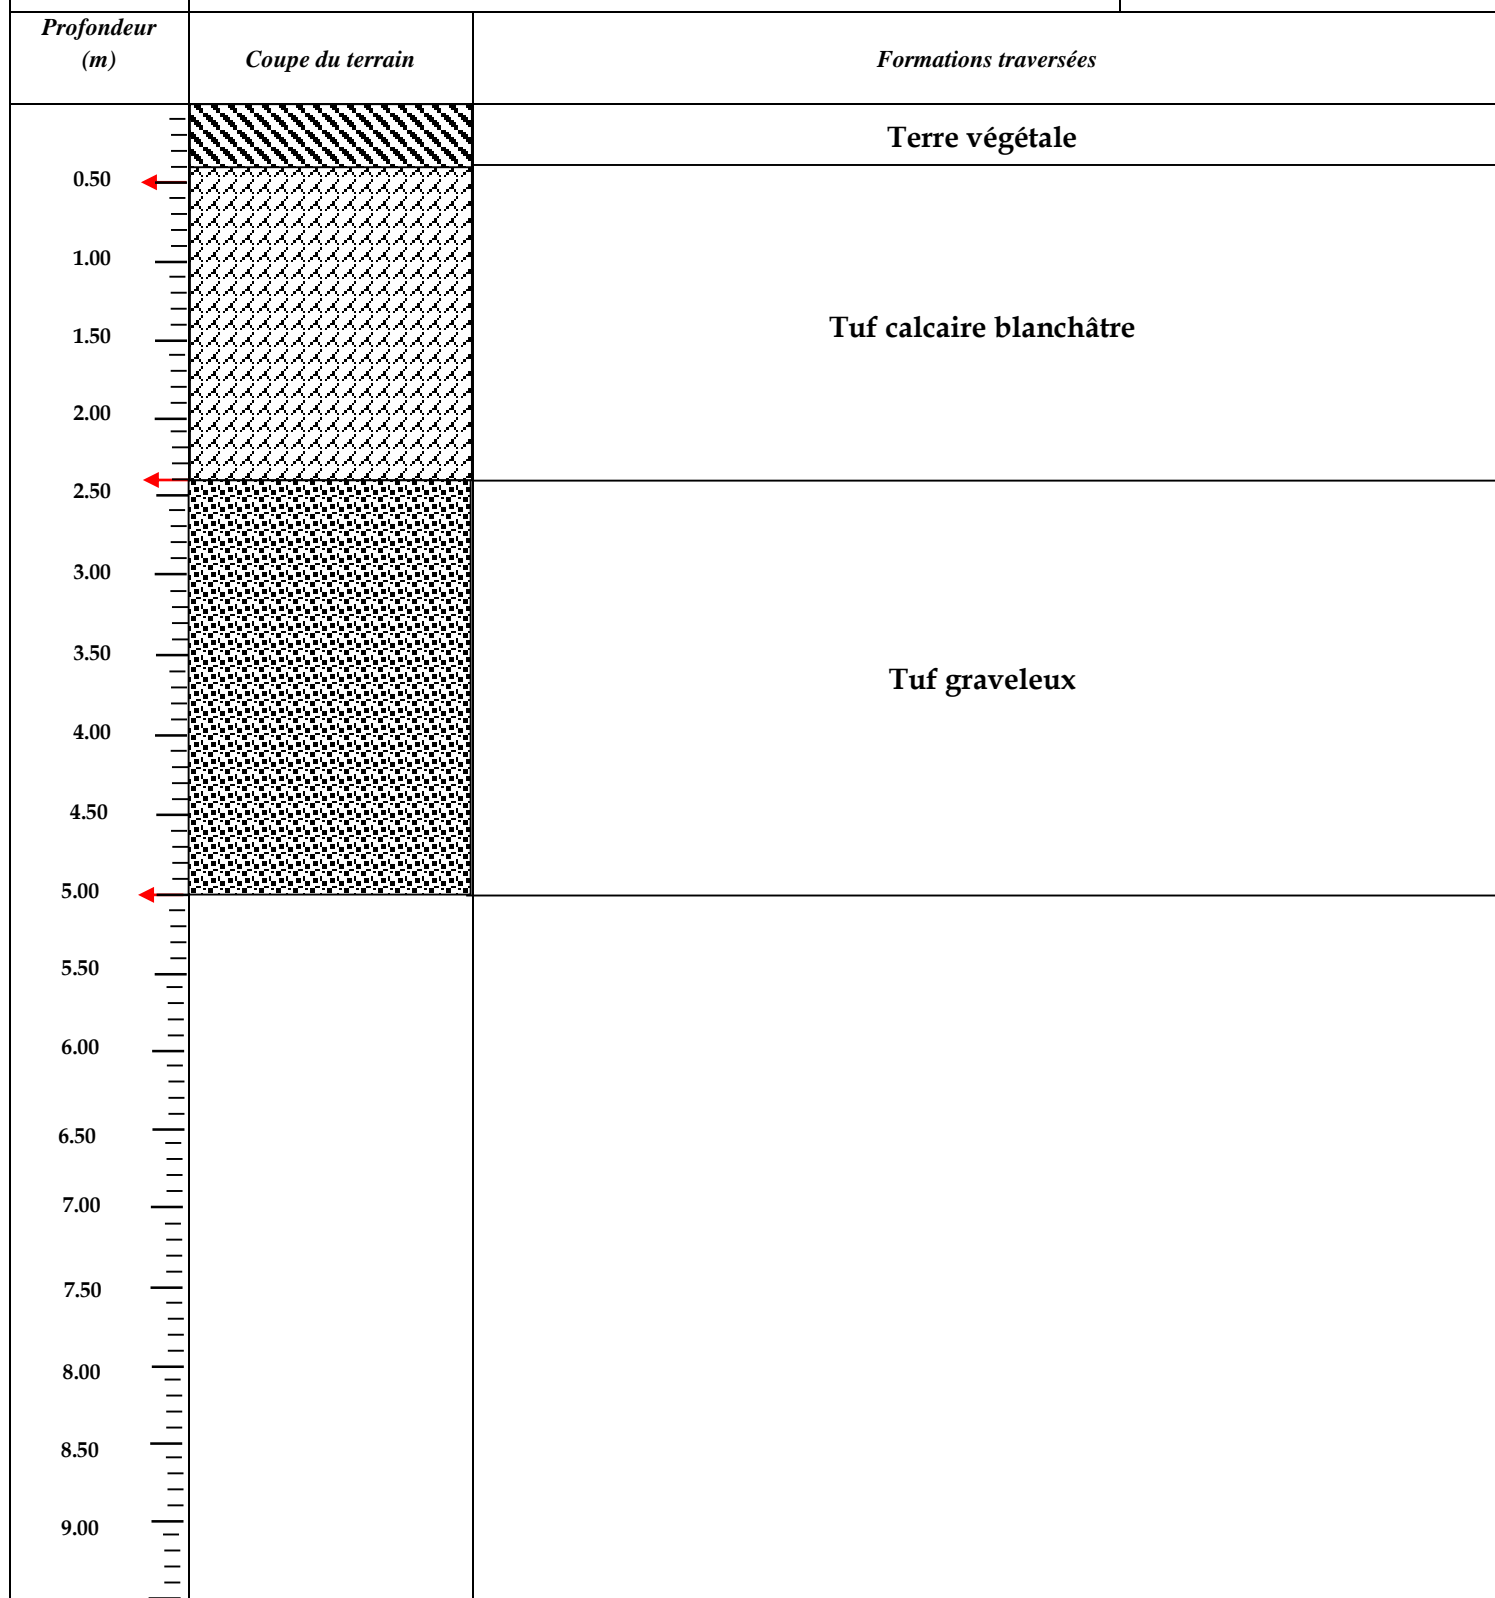 Profondeur
(m)
Coupe du terrain
Formations traversées
Terre végétale
0.50
1.00
Tuf calcaire blanchâtre
1.50
2.00
2.50
3.00
3.50
Tuf graveleux
4.00
4.50
5.00
5.50
6.00
6.50
7.00
7.50
8.00
8.50
9.00